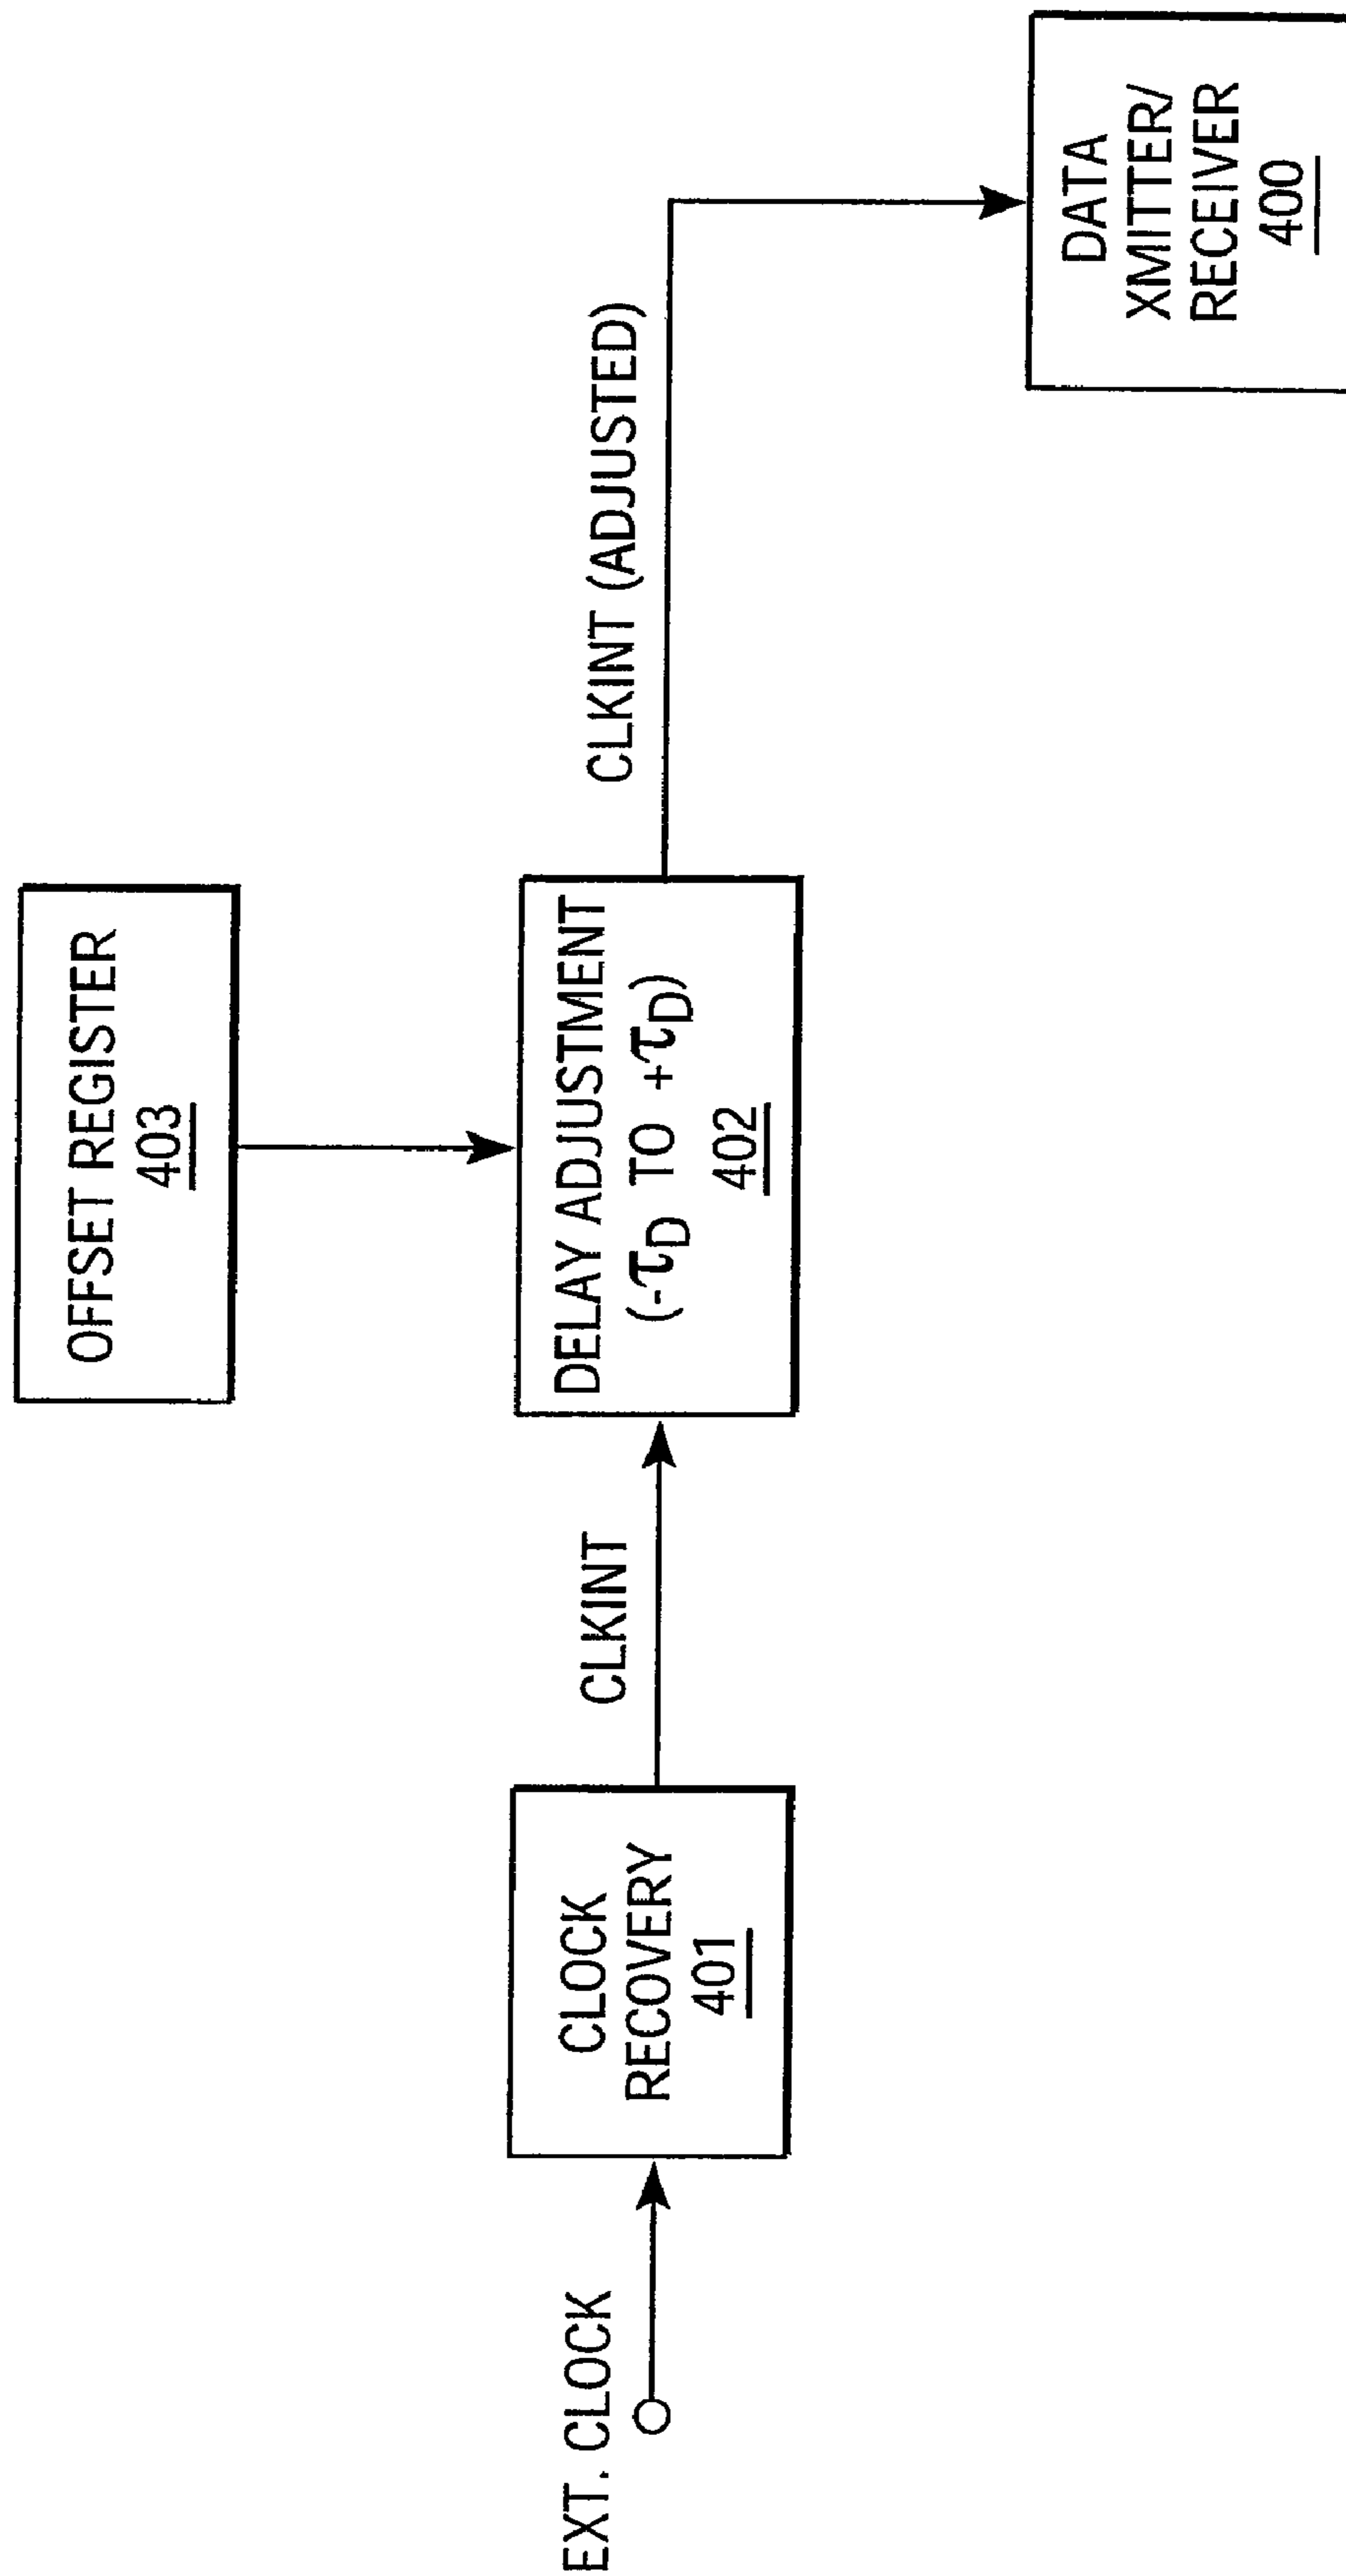 OFFSET REGISTER
403
EXT. CLOCK
CLOCK
RECOVERY
401
CLKINT
DELAY ADJUSTMENT
(-τD TO +τD)
402
CLKINT (ADJUSTED)
DATA
XMITTER/
RECEIVER
400